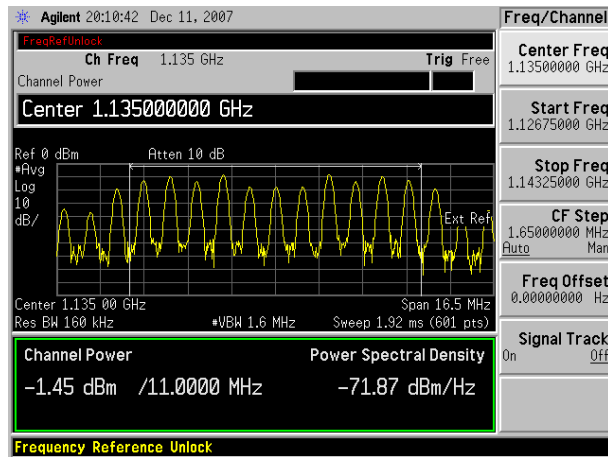 Agilent 20:10:42 Dec 11, 2007
Freq/Channel
FreqRefUnlock
Ch Freq 1.135 GHz Trig Free
Channel Power
Center 1.135000000 GHz
Ref 0 dBm Atten 10 dB
#Avg
Log
10
dB/
Ext Ref
Center 1.135 00 GHz Span 16.5 MHz
Res BW 160 kHz #VBW 1.6 MHz Sweep 1.92 ms (601 pts)
Channel Power Power Spectral Density
-1.45 dBm /11.0000 MHz -71.87 dBm/Hz
Frequency Reference Unlock
Center Freq
1.13500000 GHz
Start Freq
1.12675000 GHz
Stop Freq
1.14325000 GHz
CF Step
1.65000000 MHz
Auto Man
Freq Offset
0.00000000 Hz
Signal Track
On Off